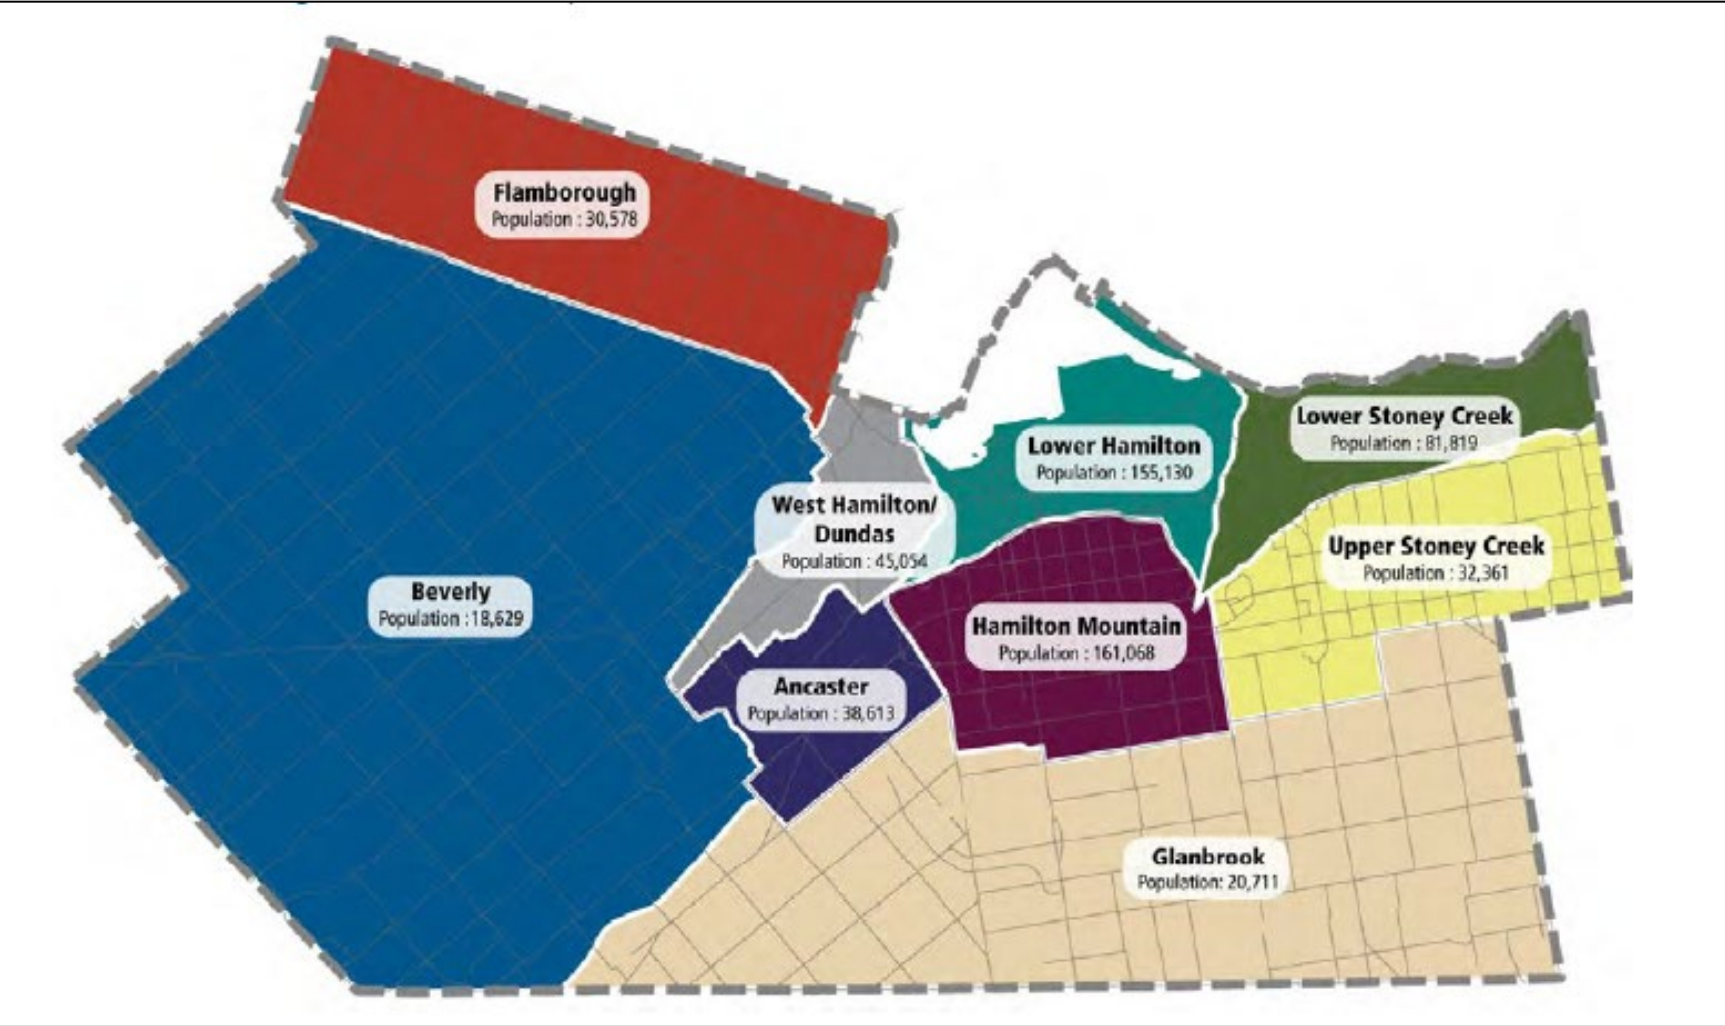 Flamborough
Population : 30,578
Lower Stoney Creek
Population : 81,819
Lower Hamilton
Population : 155,130
West Hamilton/
Dundas
Population : 45,054
Upper Stoney Creek
Population : 32,361
Beverly
Population :18,629
Hamilton Mountain
Population : 161,068
Ancaster
Population : 38,613
Glanbrook
Population: 20,711